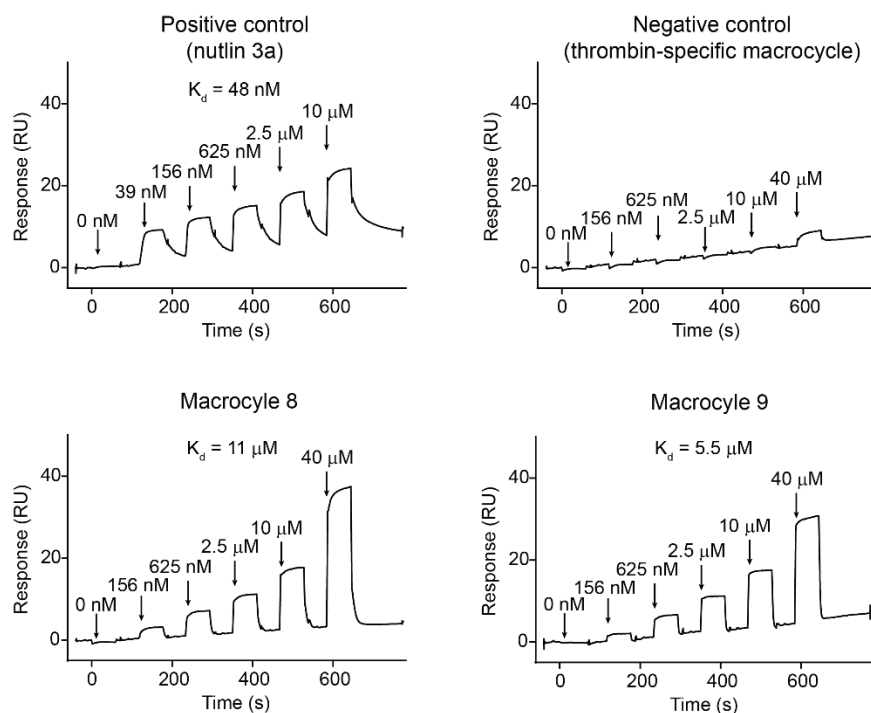 Positive control
(nutlin 3a)
K_d = 48 nM
Response (RU)
40
20
0
0 nM
39 nM
156 nM
625 nM
2.5 µM
10 µM
0
200
400
600
Time (s)
Negative control
(thrombin-specific macrocycle)
Response (RU)
40
20
0
0 nM
156 nM
625 nM
2.5 µM
10 µM
40 µM
0
200
400
600
Time (s)
Macrocyle 8
K_d = 11 µM
Response (RU)
40
20
0
0 nM
156 nM
625 nM
2.5 µM
10 µM
40 µM
0
200
400
600
Time (s)
Macrocyle 9
K_d = 5.5 µM
Response (RU)
40
20
0
0 nM
156 nM
625 nM
2.5 µM
10 µM
40 µM
0
200
400
600
Time (s)